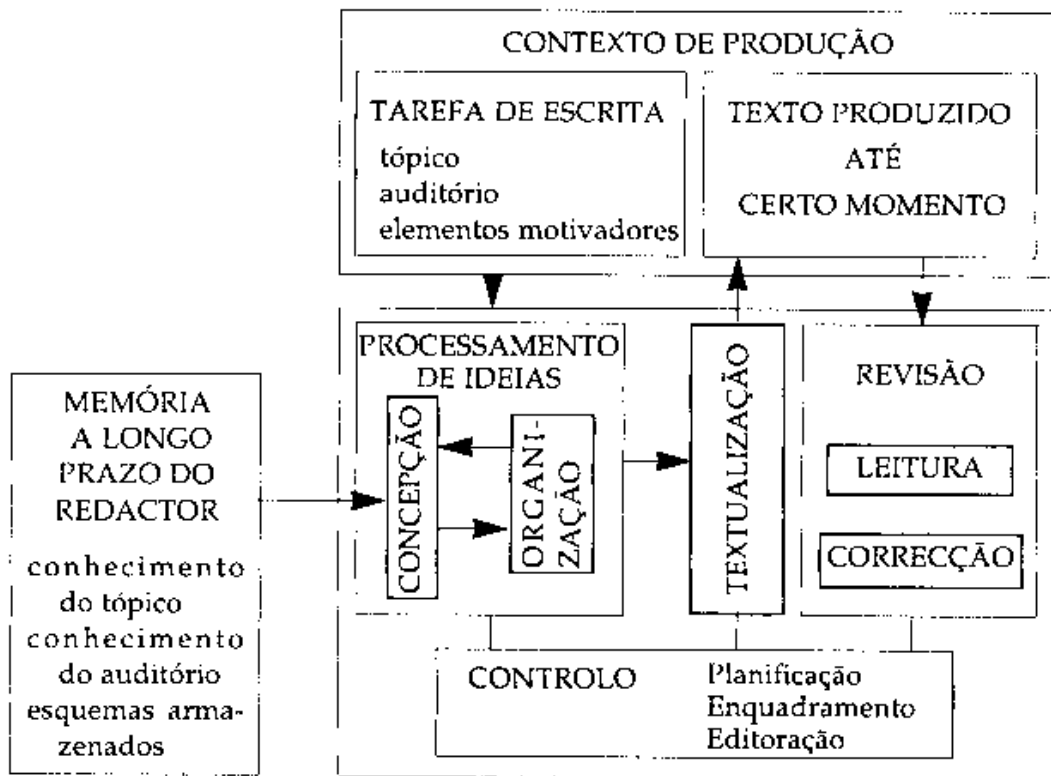 CONTEXTO DE PRODUÇÃO
TAREFA DE ESCRITA
tópico
auditório
elementos motivadores
TEXTO PRODUZIDO
ATÉ
CERTO MOMENTO
MEMÓRIA
A LONGO
PRAZO DO
REDACTOR
conhecimento
do tópico
conhecimento
do auditório
esquemas arma-
zenados
PROCESSAMENTO
DE IDEIAS
CONCEPÇÃO
ORGANI-
ZAÇÃO
TEXTUALIZAÇÃO
REVISÃO
LEITURA
CORRECÇÃO
CONTROLO
Planificação
Enquadramento
Editoração